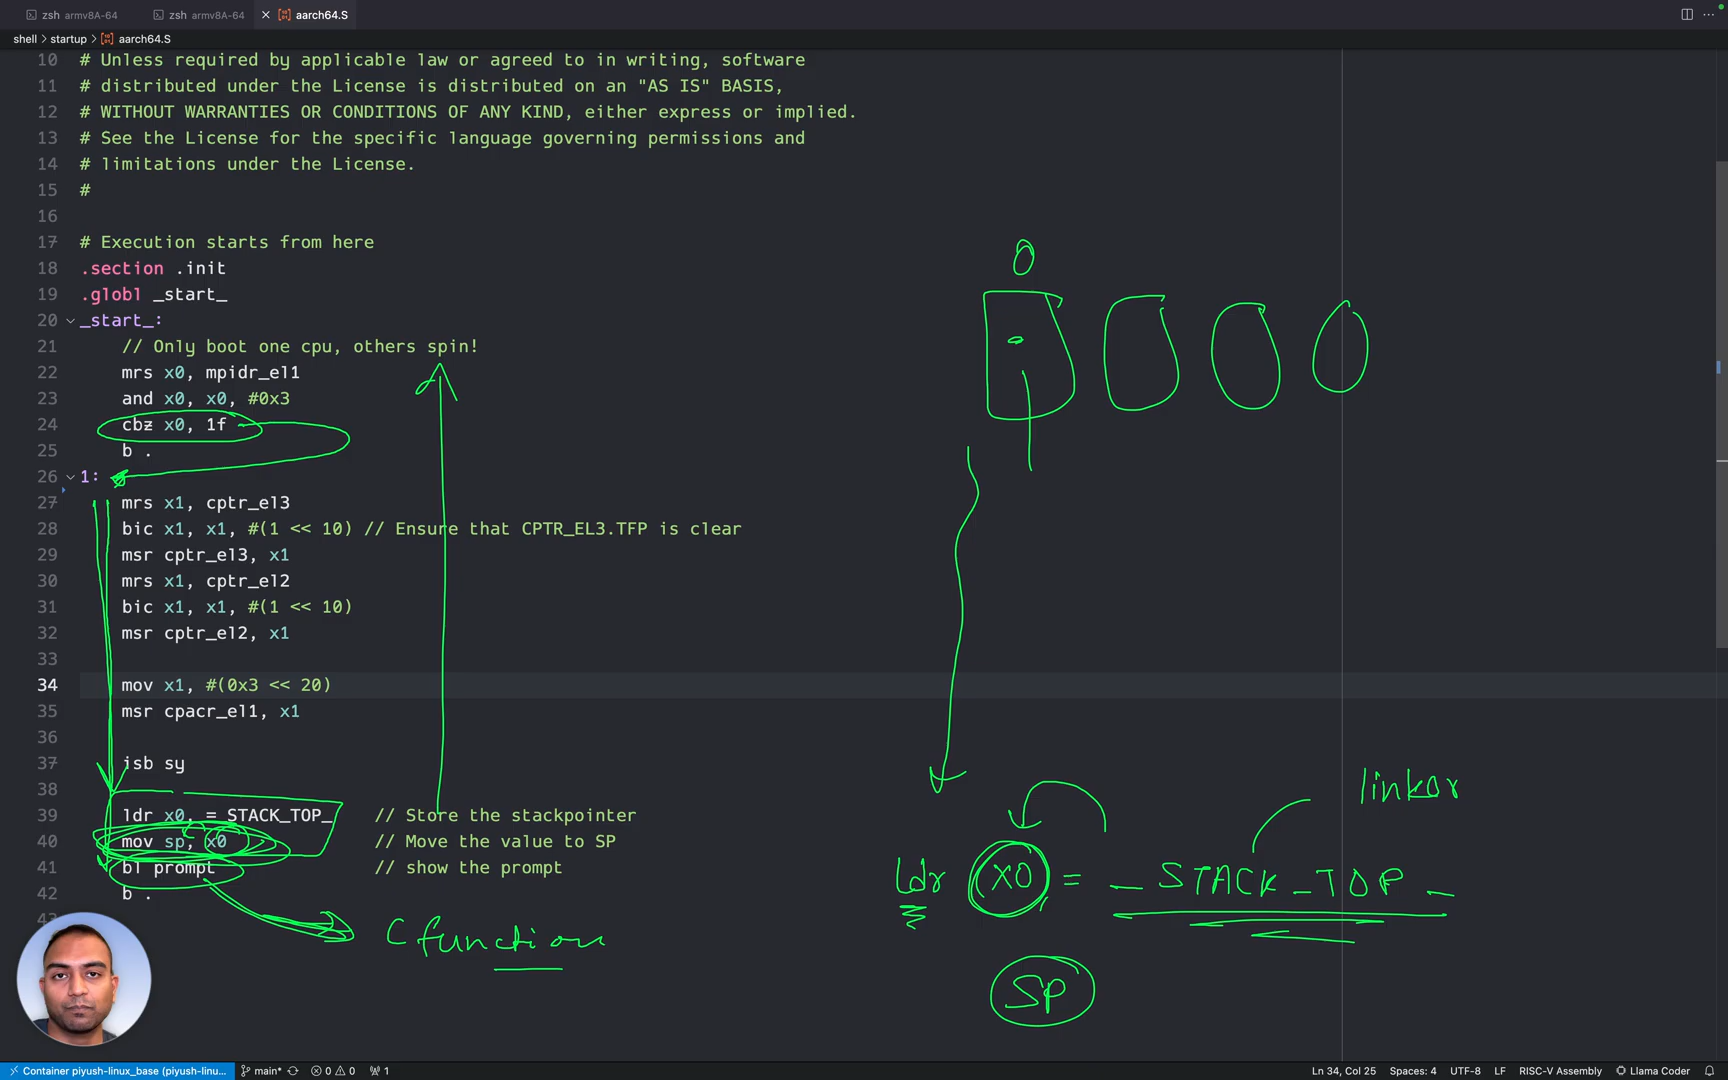 zsh armv8A-64
zsh armv8A-64
aarch64.S
shell > startup > aarch64.S
10 # Unless required by applicable law or agreed to in writing, software
11 # distributed under the License is distributed on an "AS IS" BASIS,
12 # WITHOUT WARRANTIES OR CONDITIONS OF ANY KIND, either express or implied.
13 # See the License for the specific language governing permissions and
14 # limitations under the License.
15 #
16
17 # Execution starts from here
18 .section .init
19 .globl _start_
20 _start_:
21 // Only boot one cpu, others spin!
22 mrs x0, mpidr_el1
23 and x0, x0, #0x3
24 cbz x0, 1f
25 b .
26 1:
27 mrs x1, cptr_el3
28 bic x1, x1, #(1 << 10) // Ensure that CPTR_EL3.TFP is clear
29 msr cptr_el3, x1
30 mrs x1, cptr_el2
31 bic x1, x1, #(1 << 10)
32 msr cptr_el2, x1
33
34 mov x1, #(0x3 << 20)
35 msr cpacr_el1, x1
36
37 isb sy
38
39 ldr x0, =_STACK_TOP_ // Store the stackpointer
40 mov sp, x0 // Move the value to SP
41 bl prompt // show the prompt
42 b .
43
0
linker
ldr X0 = _STACK_TOP_
C function
SP
Container piyush-linux_base (piyush-linu... main* 0 0 1 Ln 34, Col 25 Spaces: 4 UTF-8 LF RISC-V Assembly Llama Coder